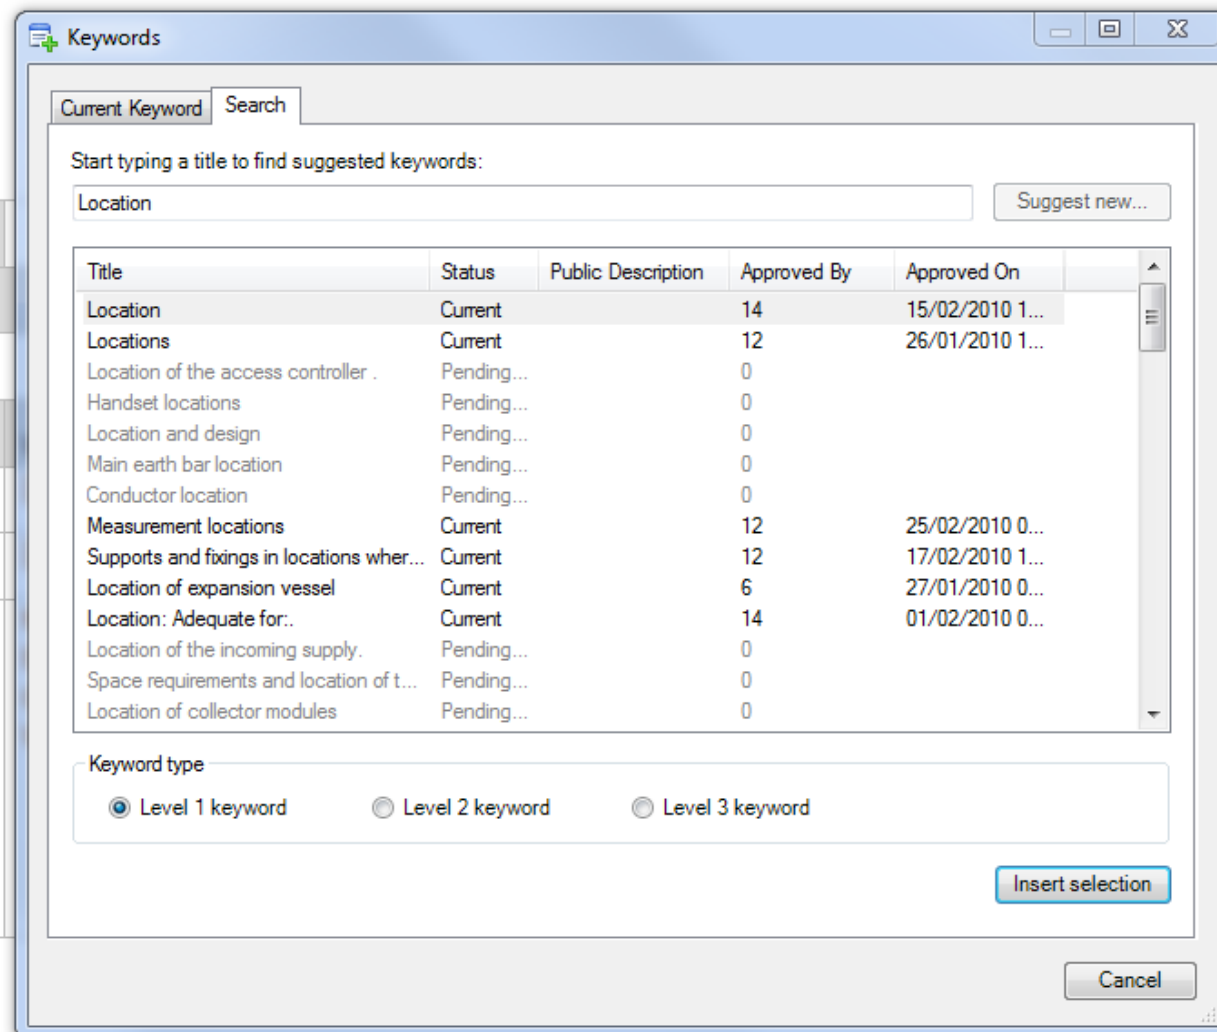 Keywords
Current Keyword Search
Start typing a title to find suggested keywords:
Location Suggest new...
Title Status Public Description Approved By Approved On
Location Current 14 15/02/2010 1...
Locations Current 12 26/01/2010 1...
Location of the access controller . Pending... 0
Handset locations Pending... 0
Location and design Pending... 0
Main earth bar location Pending... 0
Conductor location Pending... 0
Measurement locations Current 12 25/02/2010 0...
Supports and fixings in locations wher... Current 12 17/02/2010 1...
Location of expansion vessel Current 6 27/01/2010 0...
Location: Adequate for:. Current 14 01/02/2010 0...
Location of the incoming supply. Pending... 0
Space requirements and location of t... Pending... 0
Location of collector modules Pending... 0
Keyword type
Level 1 keyword Level 2 keyword Level 3 keyword
Insert selection
Cancel